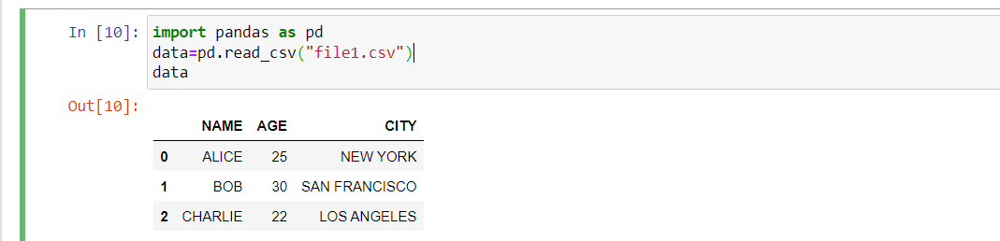 In [10]: import pandas as pd
data=pd.read_csv("file1.csv")
data
Out[10]:
NAME AGE CITY
0 ALICE 25 NEW YORK
1 BOB 30 SAN FRANCISCO
2 CHARLIE 22 LOS ANGELES